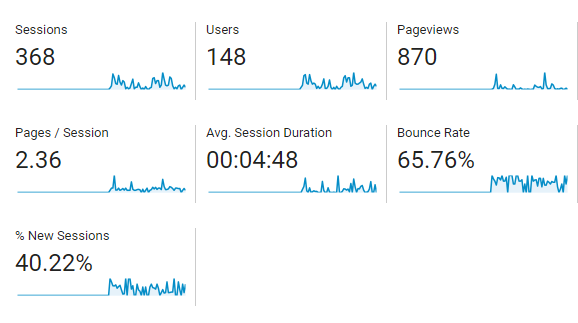 Sessions
368
Users
148
Pageviews
870
Pages / Session
2.36
Avg. Session Duration
00:04:48
Bounce Rate
65.76%
% New Sessions
40.22%